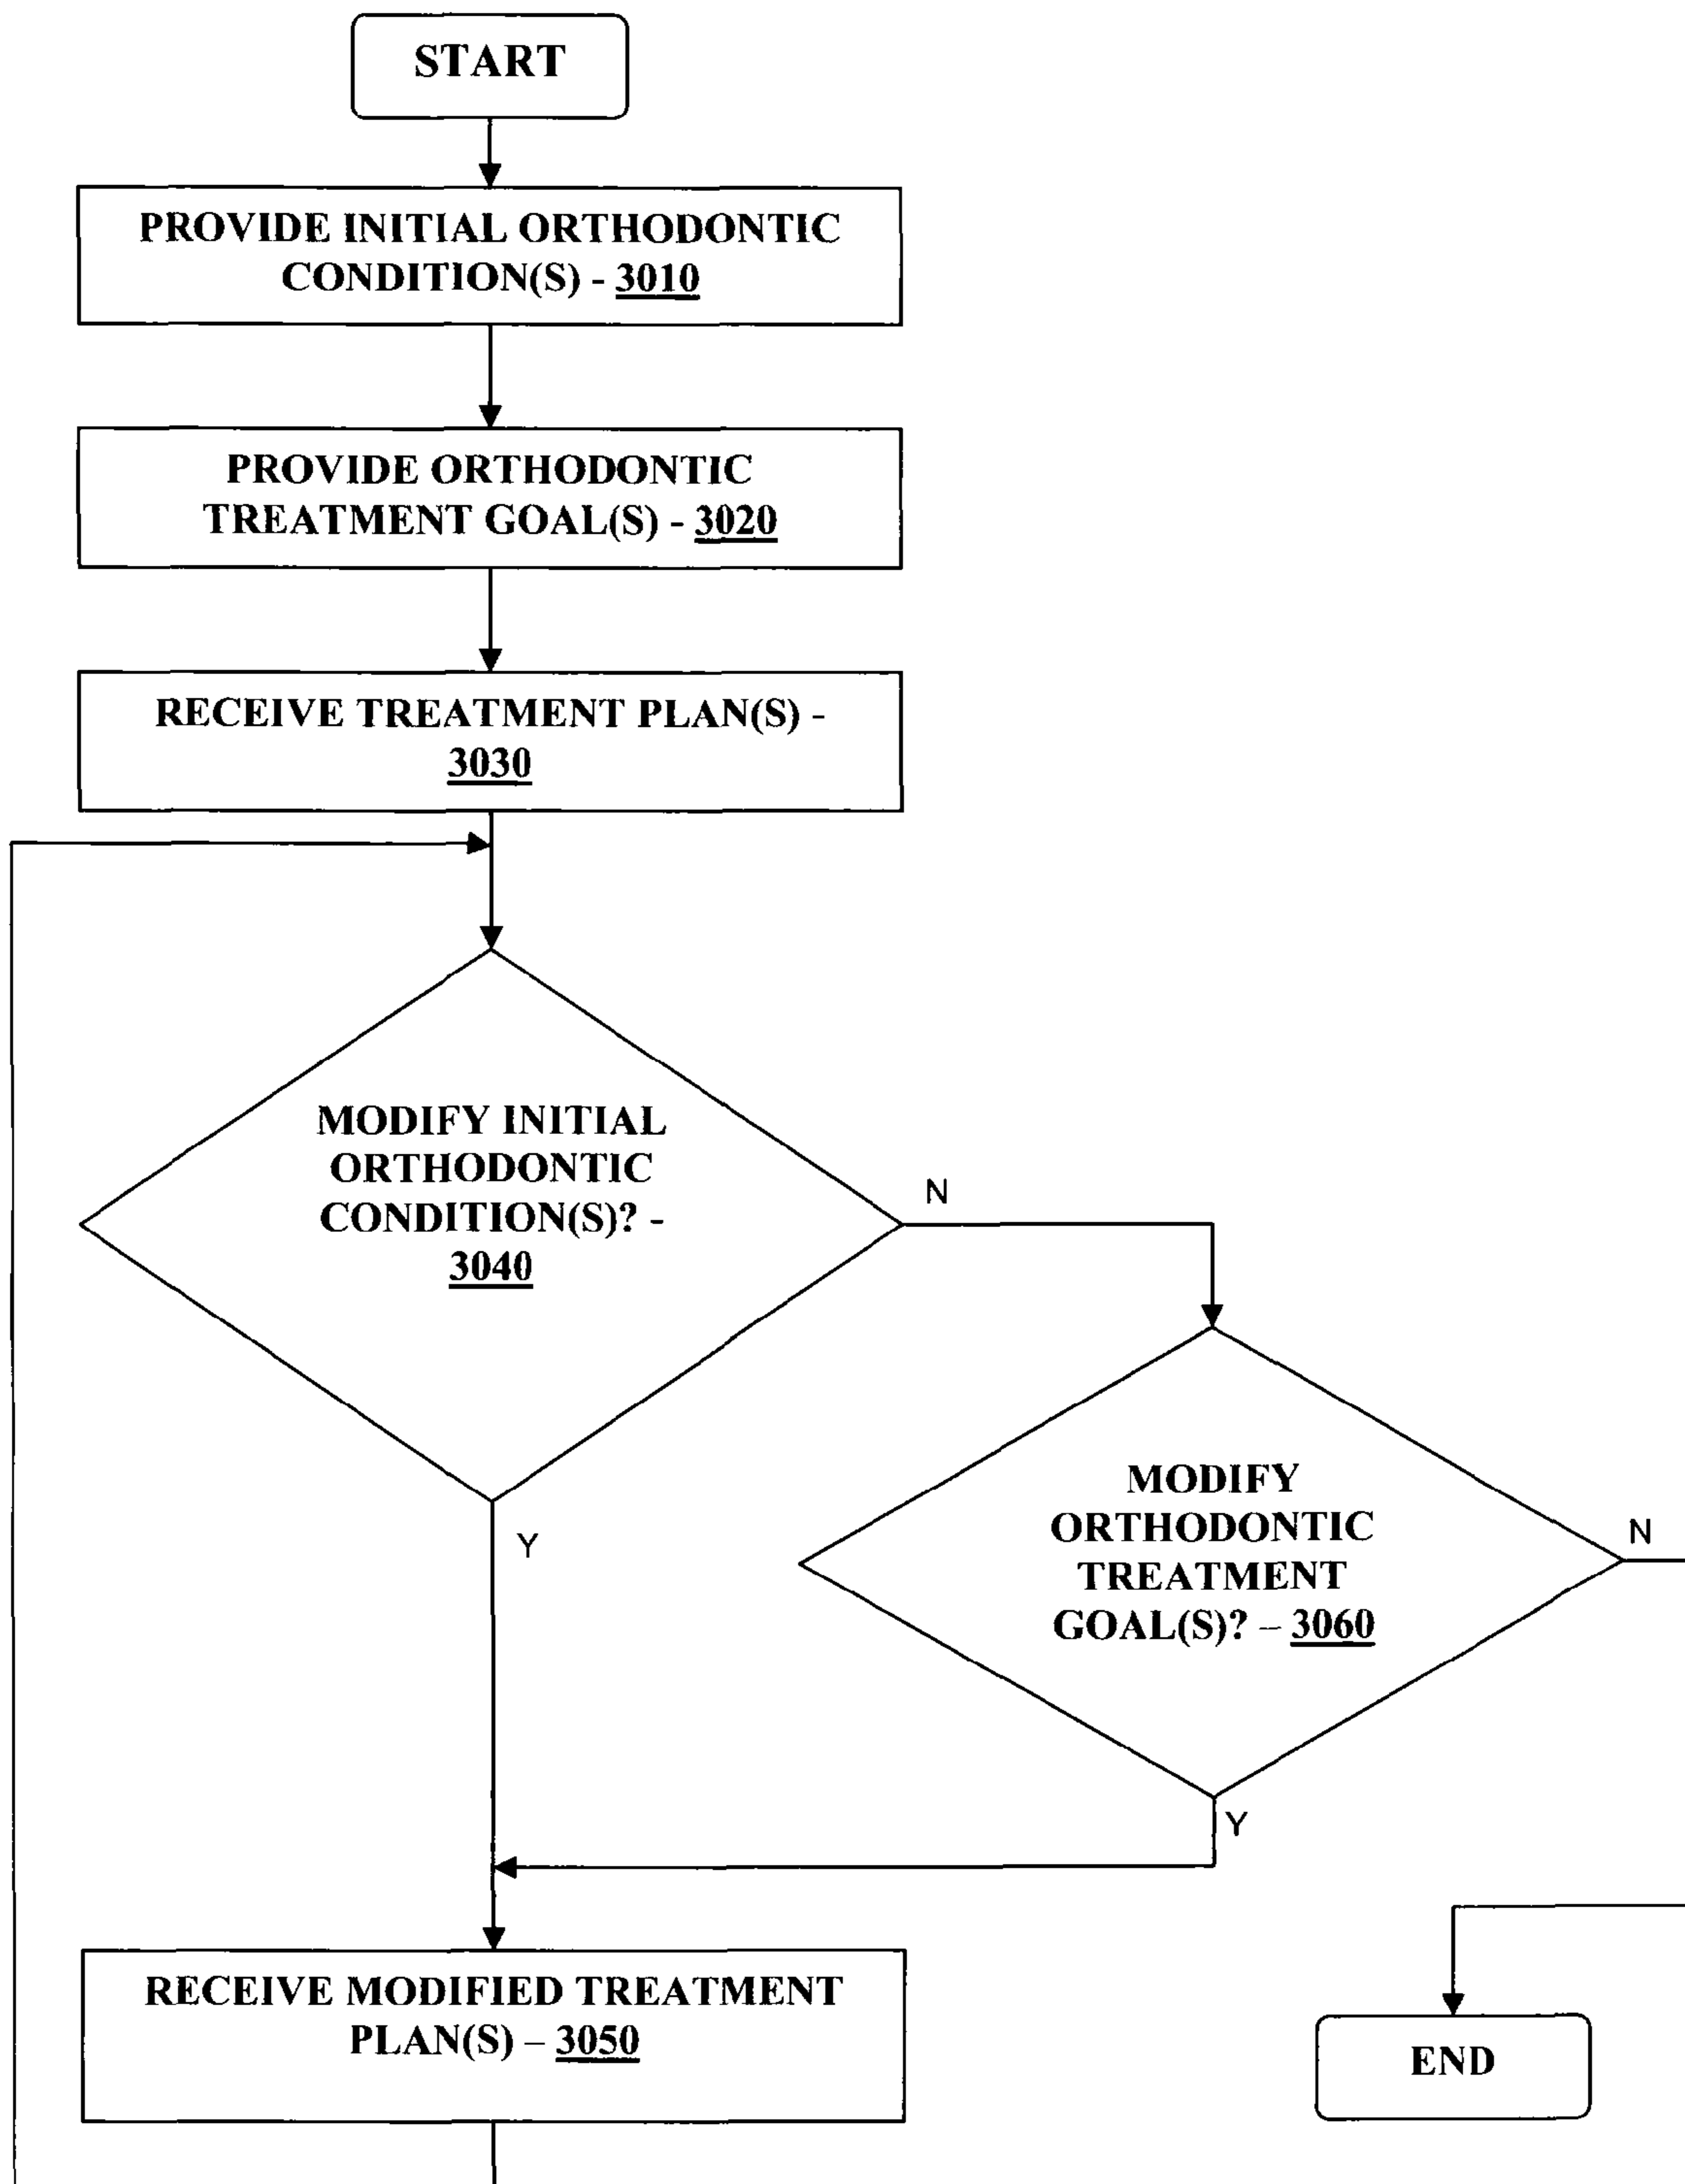 START
PROVIDE INITIAL ORTHODONTIC
CONDITION(S) - 3010
PROVIDE ORTHODONTIC
TREATMENT GOAL(S) - 3020
RECEIVE TREATMENT PLAN(S) -
3030
MODIFY INITIAL
ORTHODONTIC
CONDITION(S)? -
3040
N
Y
MODIFY
ORTHODONTIC
TREATMENT
GOAL(S)? – 3060
N
Y
RECEIVE MODIFIED TREATMENT
PLAN(S) – 3050
END